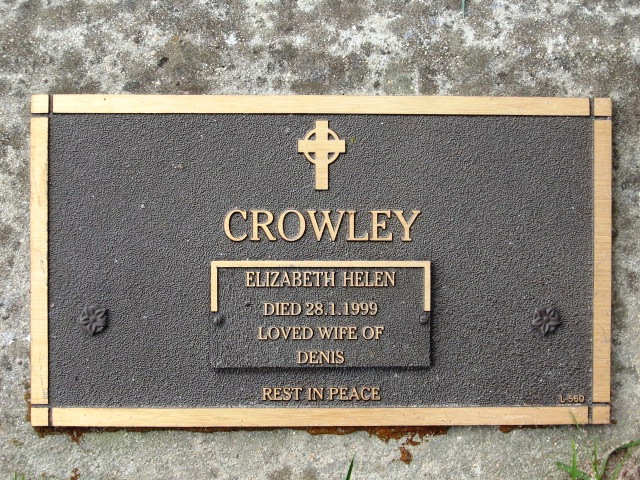 CROWLEY
ELIZABETH HELEN
DIED 28.1.1999
LOVED WIFE OF
DENIS
REST IN PEACE
L-560